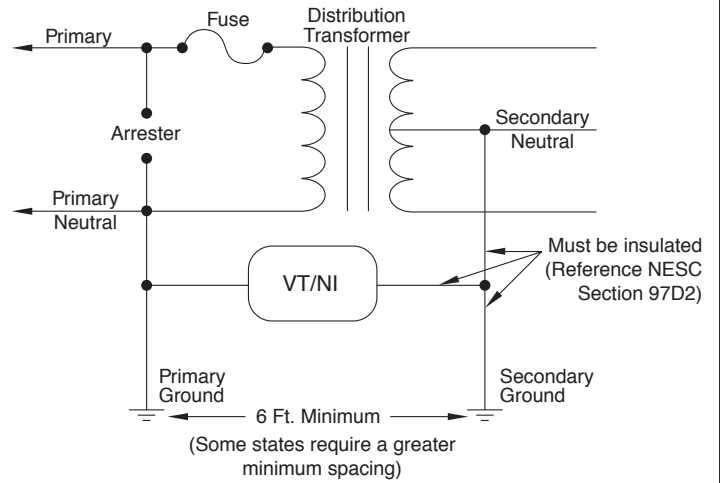 Fuse
Distribution
Transformer
Primary
Arrester
Secondary
Neutral
Primary
Neutral
VT/NI
Must be insulated
(Reference NESC
Section 97D2)
Primary
Ground
Secondary
Ground
6 Ft. Minimum
(Some states require a greater
minimum spacing)